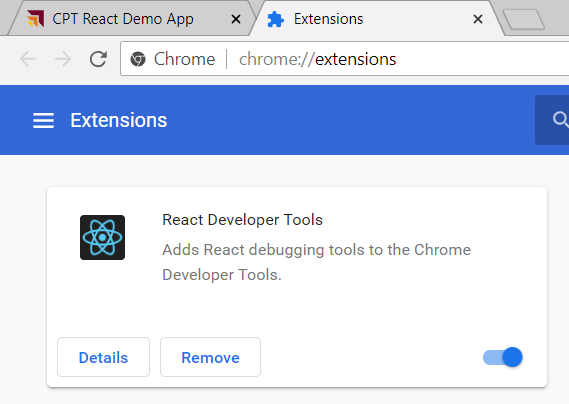 CPT React Demo App
Extensions
Chrome chrome://extensions
Extensions
React Developer Tools
Adds React debugging tools to the Chrome
Developer Tools.
Details Remove